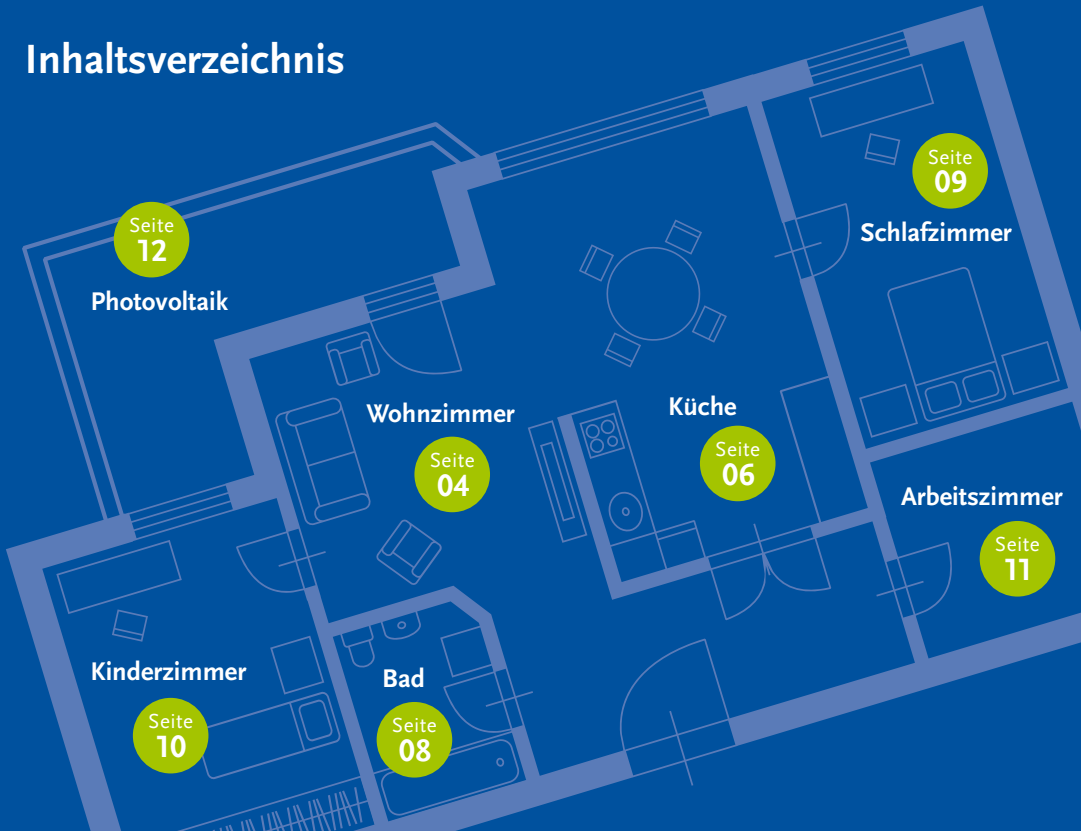 Inhaltsverzeichnis
Seite
09
Schlafzimmer
Seite
12
Photovoltaik
Wohnzimmer
Seite
04
Küche
Seite
06
Arbeitszimmer
Seite
11
Kinderzimmer
Seite
10
Bad
Seite
08